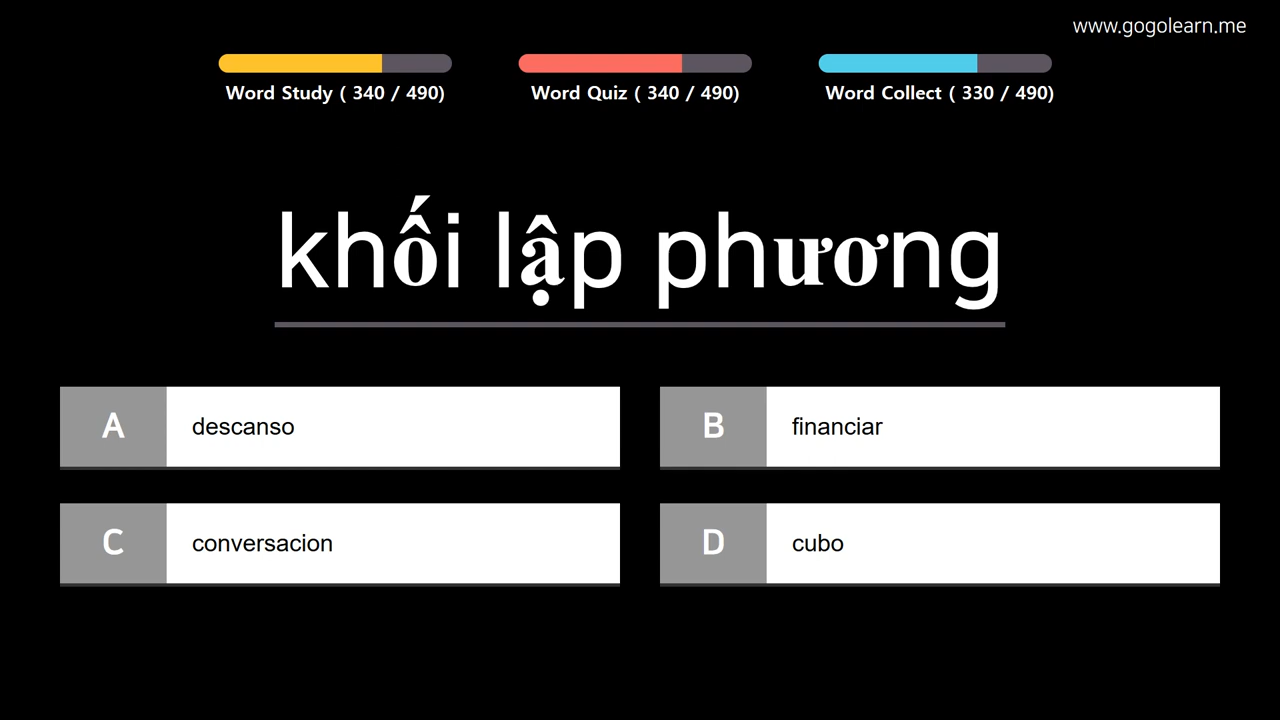 www.gogolearn.me
Word Study ( 340 / 490)
Word Quiz ( 340 / 490)
Word Collect ( 330 / 490)
khối lập phương
A descanso
B financiar
C conversacion
D cubo